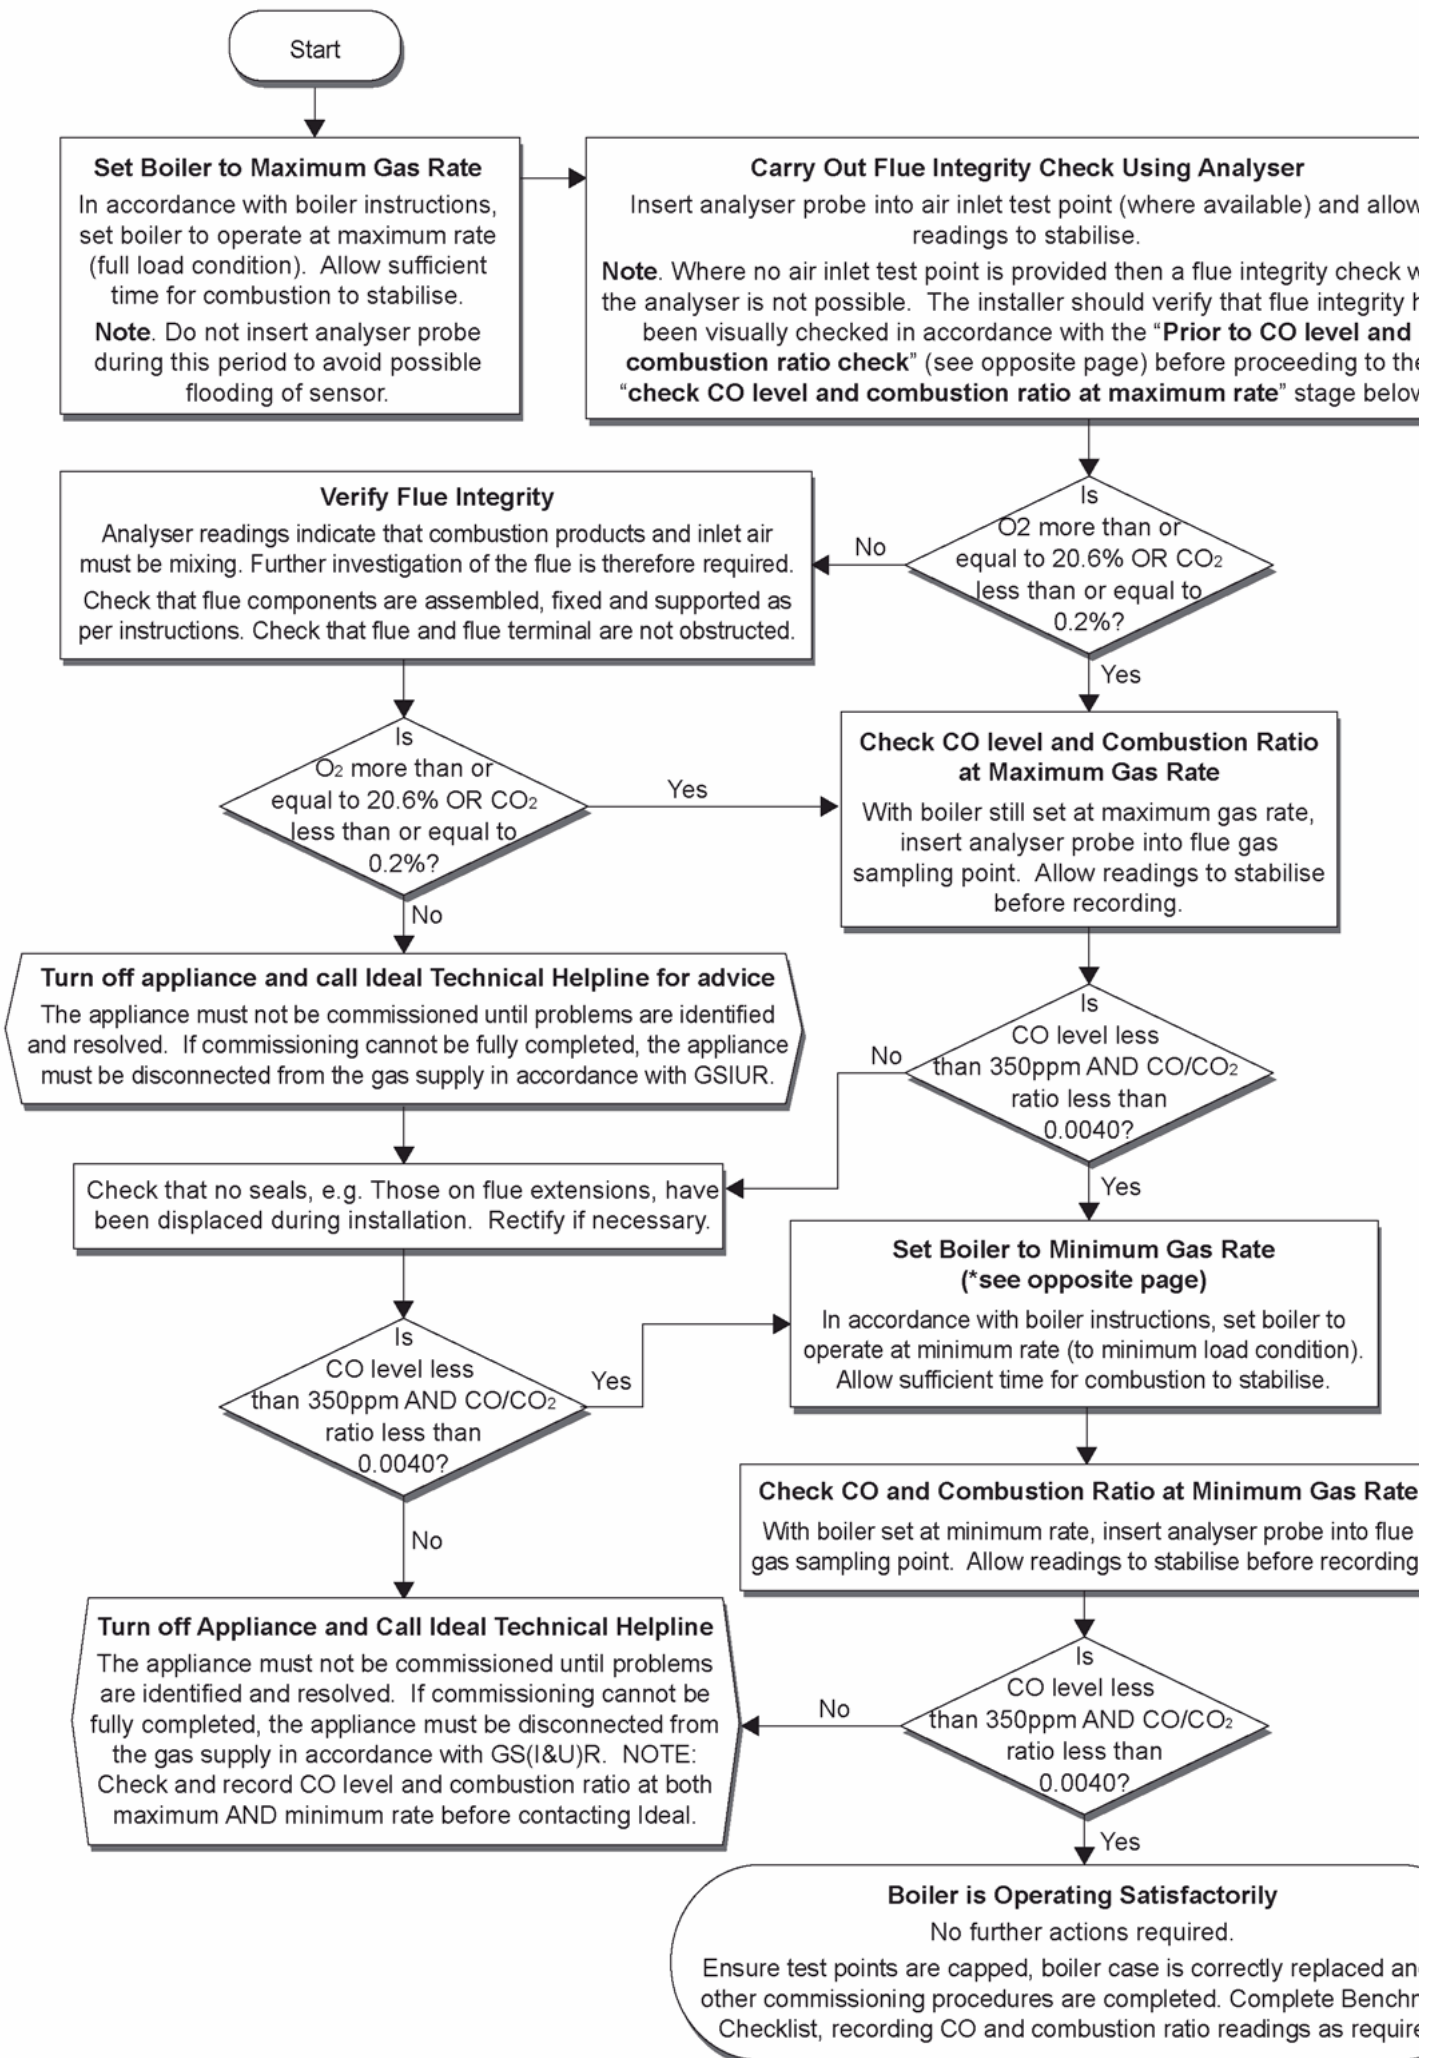 Start
Set Boiler to Maximum Gas Rate
In accordance with boiler instructions,
set boiler to operate at maximum rate
(full load condition).  Allow sufficient
time for combustion to stabilise.
Note. Do not insert analyser probe
during this period to avoid possible
flooding of sensor.
Carry Out Flue Integrity Check Using Analyser
Insert analyser probe into air inlet test point (where available) and allow
readings to stabilise.
Note. Where no air inlet test point is provided then a flue integrity check
the analyser is not possible.  The installer should verify that flue integrity
been visually checked in accordance with the “Prior to CO level and
combustion ratio check” (see opposite page) before proceeding to the
“check CO level and combustion ratio at maximum rate” stage below
Is
O2 more than or
equal to 20.6% OR CO2
less than or equal to
0.2%?
No
Yes
Verify Flue Integrity
Analyser readings indicate that combustion products and inlet air
must be mixing. Further investigation of the flue is therefore required.
Check that flue components are assembled, fixed and supported as
per instructions. Check that flue and flue terminal are not obstructed.
Is
O2 more than or
equal to 20.6% OR CO2
less than or equal to
0.2%?
Yes
No
Check CO level and Combustion Ratio
at Maximum Gas Rate
With boiler still set at maximum gas rate,
insert analyser probe into flue gas
sampling point.  Allow readings to stabilise
before recording.
Turn off appliance and call Ideal Technical Helpline for advice
The appliance must not be commissioned until problems are identified
and resolved.  If commissioning cannot be fully completed, the appliance
must be disconnected from the gas supply in accordance with GSIUR.
Is
CO level less
than 350ppm AND CO/CO2
ratio less than
0.0040?
No
Yes
Check that no seals, e.g. Those on flue extensions, have
been displaced during installation.  Rectify if necessary.
Set Boiler to Minimum Gas Rate
(*see opposite page)
In accordance with boiler instructions, set boiler to
operate at minimum rate (to minimum load condition).
Allow sufficient time for combustion to stabilise.
Is
CO level less
than 350ppm AND CO/CO2
ratio less than
0.0040?
Yes
No
Check CO and Combustion Ratio at Minimum Gas Rate
With boiler set at minimum rate, insert analyser probe into flue
gas sampling point.  Allow readings to stabilise before recording
Turn off Appliance and Call Ideal Technical Helpline
The appliance must not be commissioned until problems
are identified and resolved.  If commissioning cannot be
fully completed, the appliance must be disconnected from
the gas supply in accordance with GS(I&U)R.  NOTE:
Check and record CO level and combustion ratio at both
maximum AND minimum rate before contacting Ideal.
Is
CO level less
than 350ppm AND CO/CO2
ratio less than
0.0040?
No
Yes
Boiler is Operating Satisfactorily
No further actions required.
Ensure test points are capped, boiler case is correctly replaced
other commissioning procedures are completed. Complete
Checklist, recording CO and combustion ratio readings as